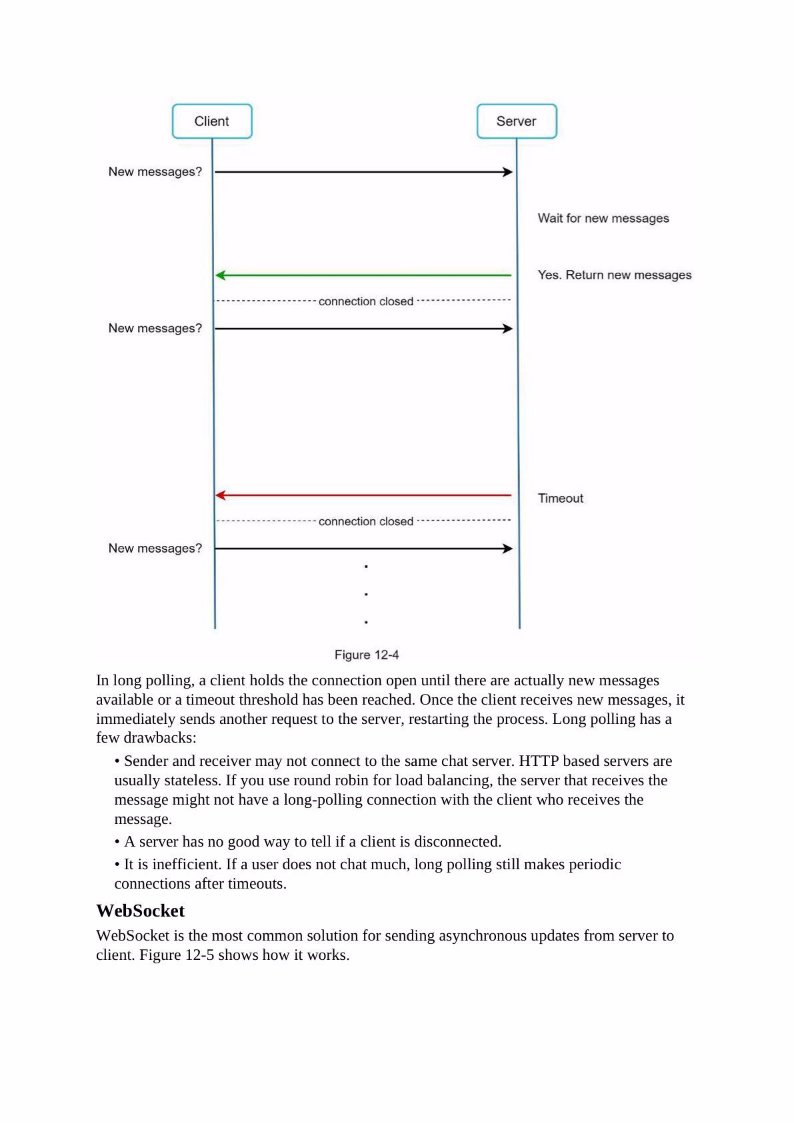 Client Server
New messages?
Wait for new messages
Yes. Return new messages
connection closed
New messages?
Timeout
connection closed
New messages?
Figure 12-4
In long polling, a client holds the connection open until there are actually new messages
available or a timeout threshold has been reached. Once the client receives new messages, it
immediately sends another request to the server, restarting the process. Long polling has a
few drawbacks:
• Sender and receiver may not connect to the same chat server. HTTP based servers are
usually stateless. If you use round robin for load balancing, the server that receives the
message might not have a long-polling connection with the client who receives the
message.
• A server has no good way to tell if a client is disconnected.
• It is inefficient. If a user does not chat much, long polling still makes periodic
connections after timeouts.
WebSocket
WebSocket is the most common solution for sending asynchronous updates from server to
client. Figure 12-5 shows how it works.